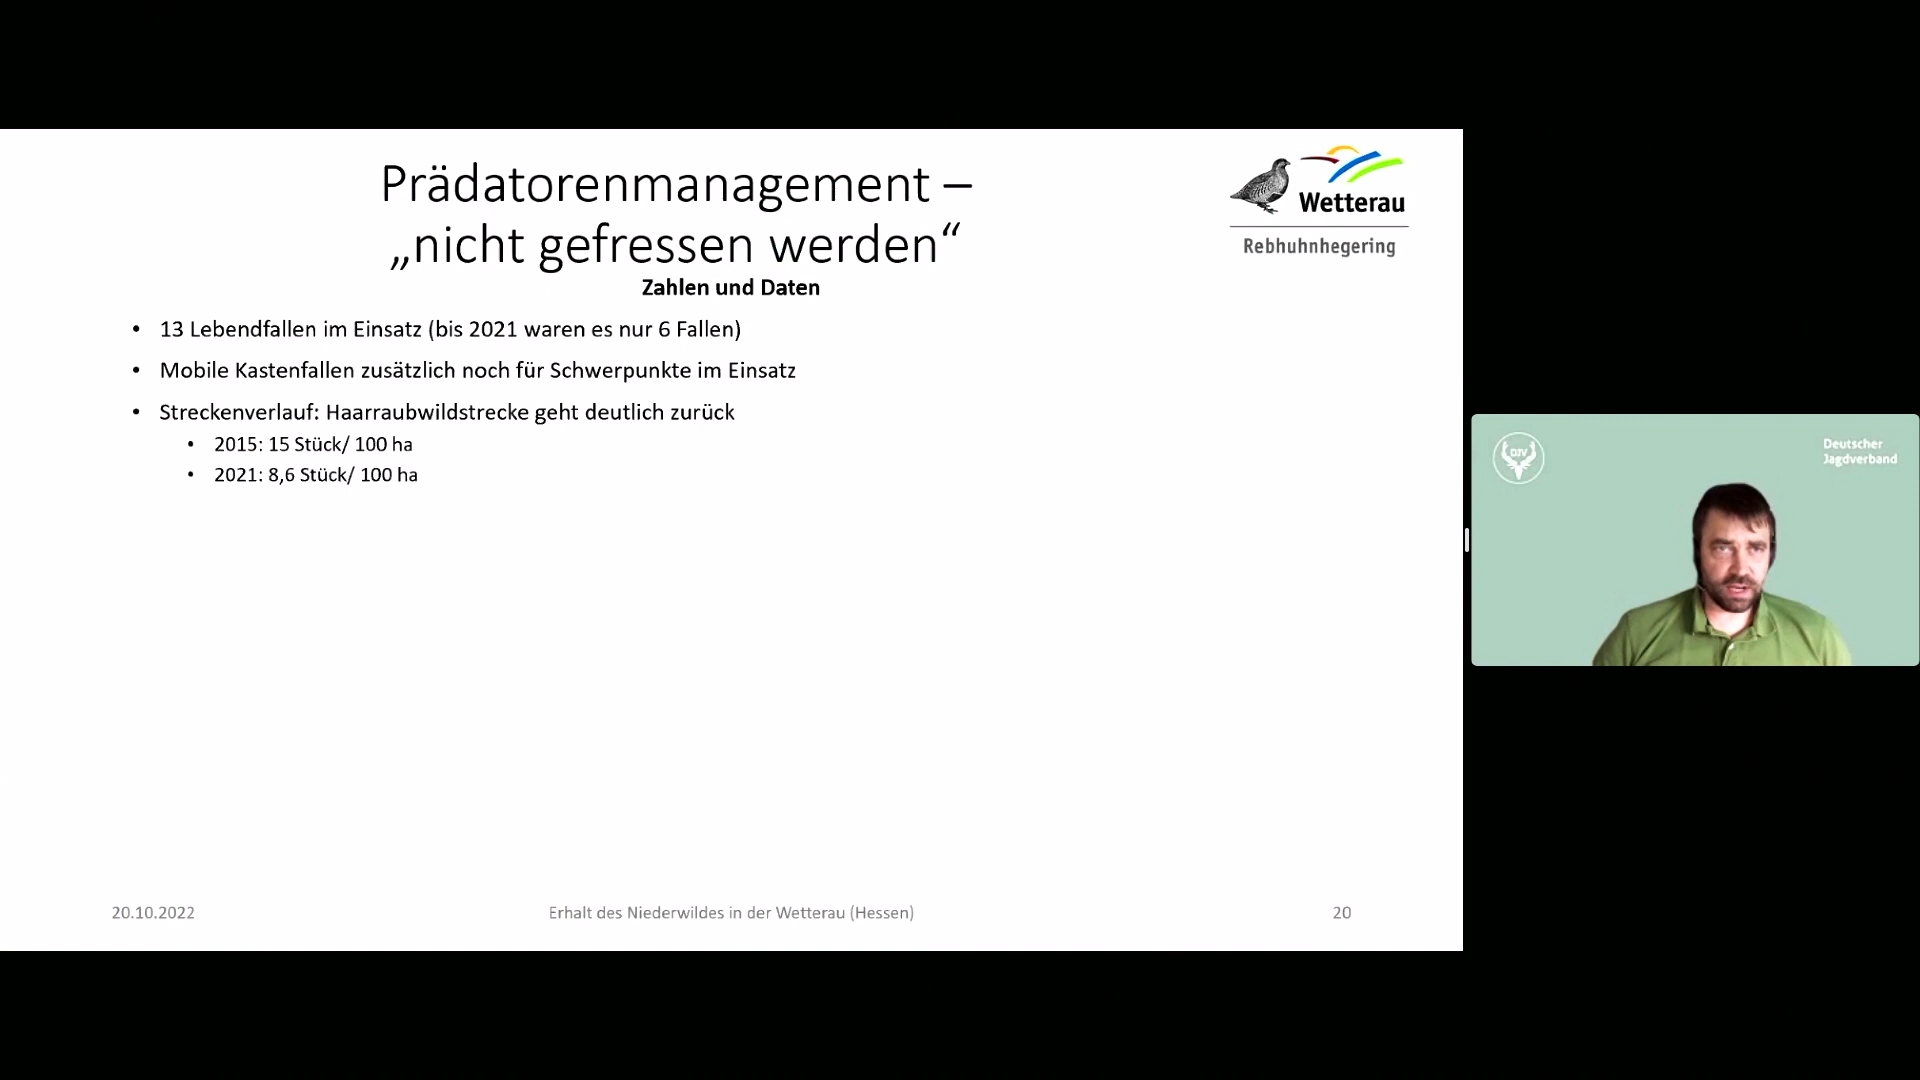 Prädatorenmanagement –
„nicht gefressen werden“
Zahlen und Daten
• 13 Lebendfallen im Einsatz (bis 2021 waren es nur 6 Fallen)
• Mobile Kastenfallen zusätzlich noch für Schwerpunkte im Einsatz
• Streckenverlauf: Haarraubwildstrecke geht deutlich zurück
• 2015: 15 Stück/ 100 ha
• 2021: 8,6 Stück/ 100 ha
Wetterau
Rebhuhnhegering
20.10.2022
Erhalt des Niederwildes in der Wetterau (Hessen)
20
DJV
Deutscher
Jagdverband